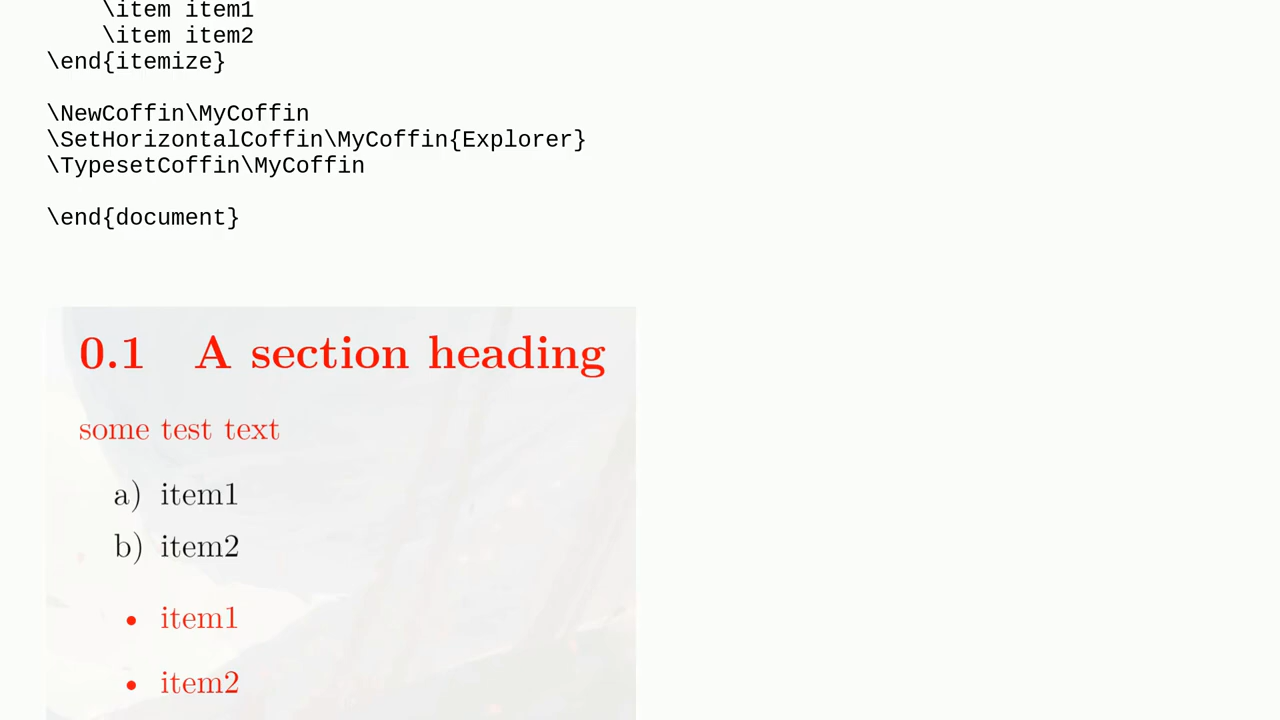 \item item1
\item item2
\end{itemize}
\NewCoffin\MyCoffin
\SetHorizontalCoffin\MyCoffin{Explorer}
\TypesetCoffin\MyCoffin
\end{document}
0.1 A section heading
some test text
a) item1
b) item2
• item1
• item2